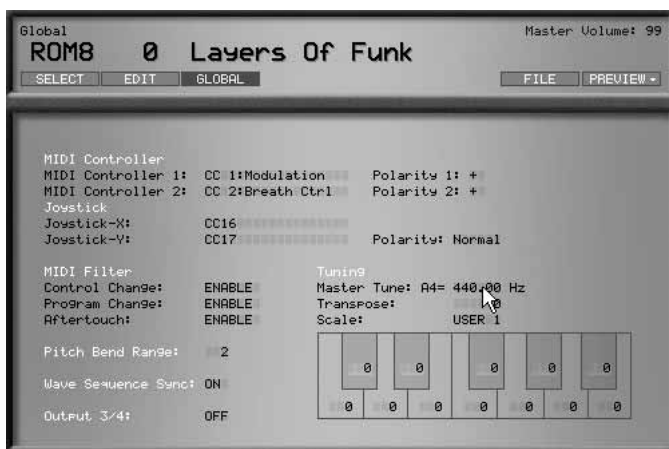 Global Master Volume: 99
ROM8 0 Layers Of Funk
SELECT EDIT GLOBAL FILE PREVIEW
MIDI Controller
MIDI Controller 1: CC 1:Modulation Polarity 1: +
MIDI Controller 2: CC 2:Breath Ctrl Polarity 2: +
Joystick
Joystick-X: CC16
Joystick-Y: CC17 Polarity: Normal
MIDI Filter Tuning
Control Change: ENABLE Master Tune: A4= 440.00 Hz
Program Change: ENABLE Transpose: 0
Aftertouch: ENABLE Scale: USER 1
Pitch Bend Range: 2
0 0 0 0 0
Wave Sequence Sync: ON
0 0 0 0 0 0 0
Output 3/4: OFF